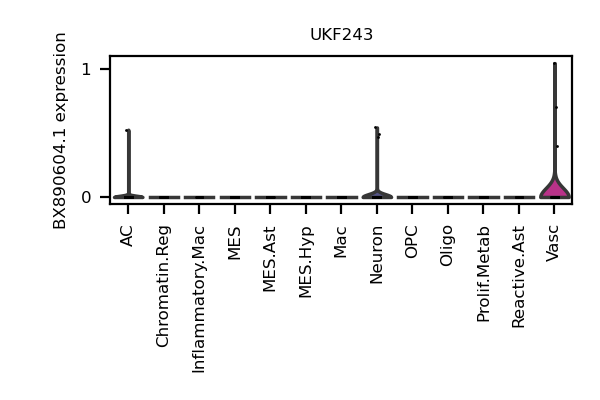 UKF243
BX890604.1 expression
1
0
AC
Chromatin.Reg
Inflammatory.Mac
MES
MES.Ast
MES.Hyp
Mac
Neuron
OPC
Oligo
Prolif.Metab
Reactive.Ast
Vasc